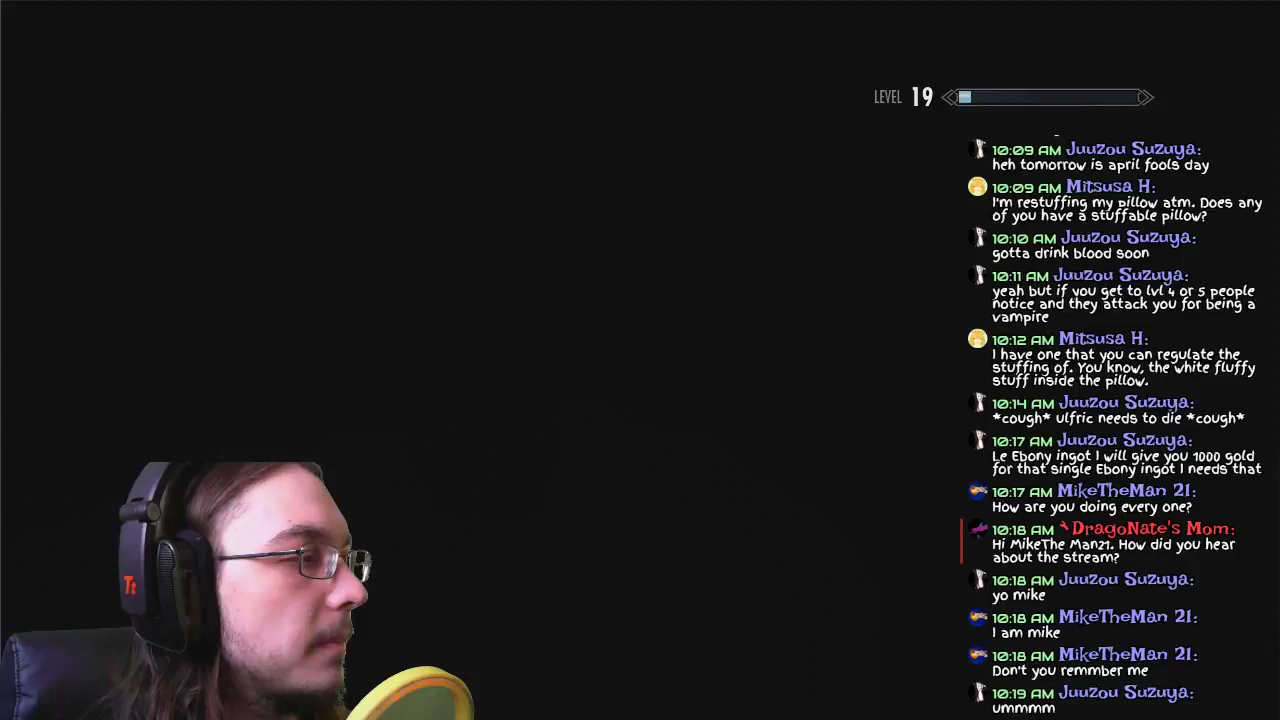 LEVEL 19
10:09 AM Juuzou Suzuya:
heh tomorrow is april fools day
10:09 AM Mitsusa H:
I'm restuffing my pillow atm. Does any
of you have a stuffable pillow?
10:10 AM Juuzou Suzuya:
gotta drink blood soon
10:11 AM Juuzou Suzuya:
yeah but if you get to lvl 4 or 5 people
notice and they attack you for being a
vampire
10:12 AM Mitsusa H:
I have one that you can regulate the
stuffing of. You know, the white fluffy
stuff inside the pillow.
10:14 AM Juuzou Suzuya:
*cough* ulfric needs to die *cough*
10:17 AM Juuzou Suzuya:
Le Ebony ingot I will give you 1000 gold
for that single Ebony ingot I needs that
10:17 AM MikeTheMan 21:
How are you doing every one?
10:18 AM DragoNate's Mom:
Hi MikeThe Man21. How did you hear
about the stream?
10:18 AM Juuzou Suzuya:
yo mike
10:18 AM MikeTheMan 21:
I am mike
10:18 AM MikeTheMan 21:
Don't you remmber me
10:19 AM Juuzou Suzuya:
ummmm
Tt